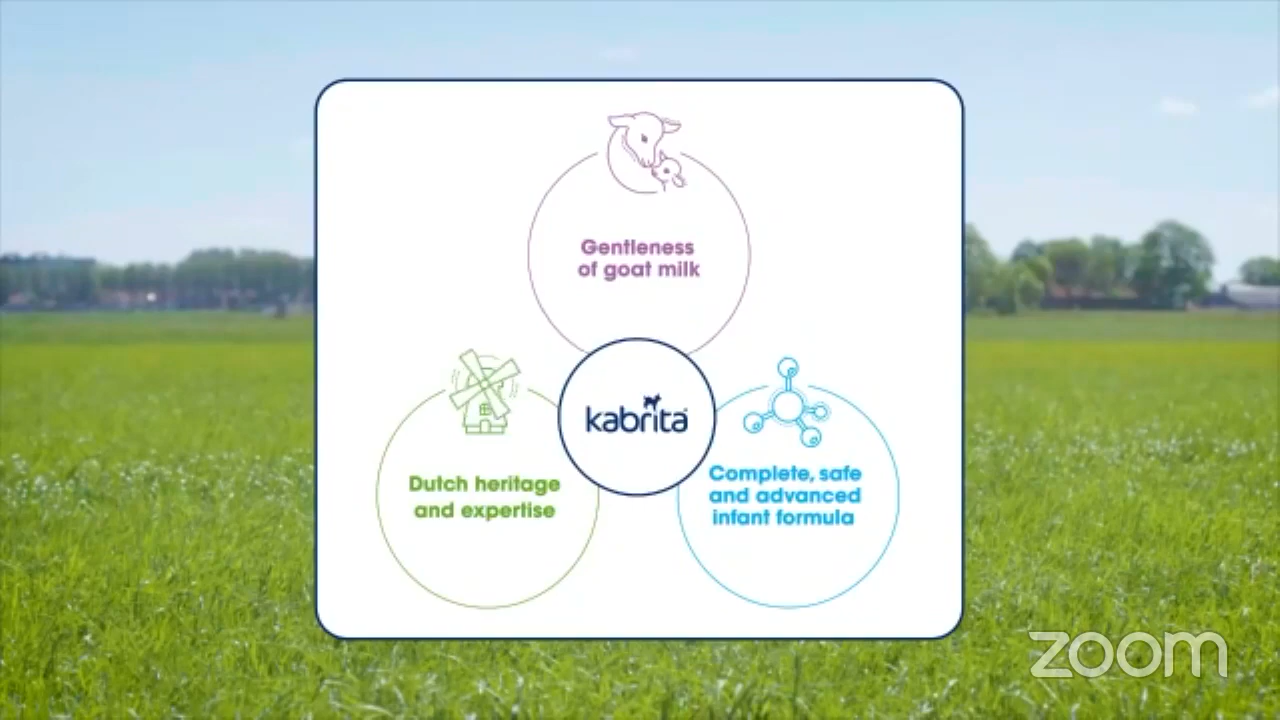 Gentleness
of goat milk
kabrita
Dutch heritage
and expertise
Complete, safe
and advanced
infant formula
zoom